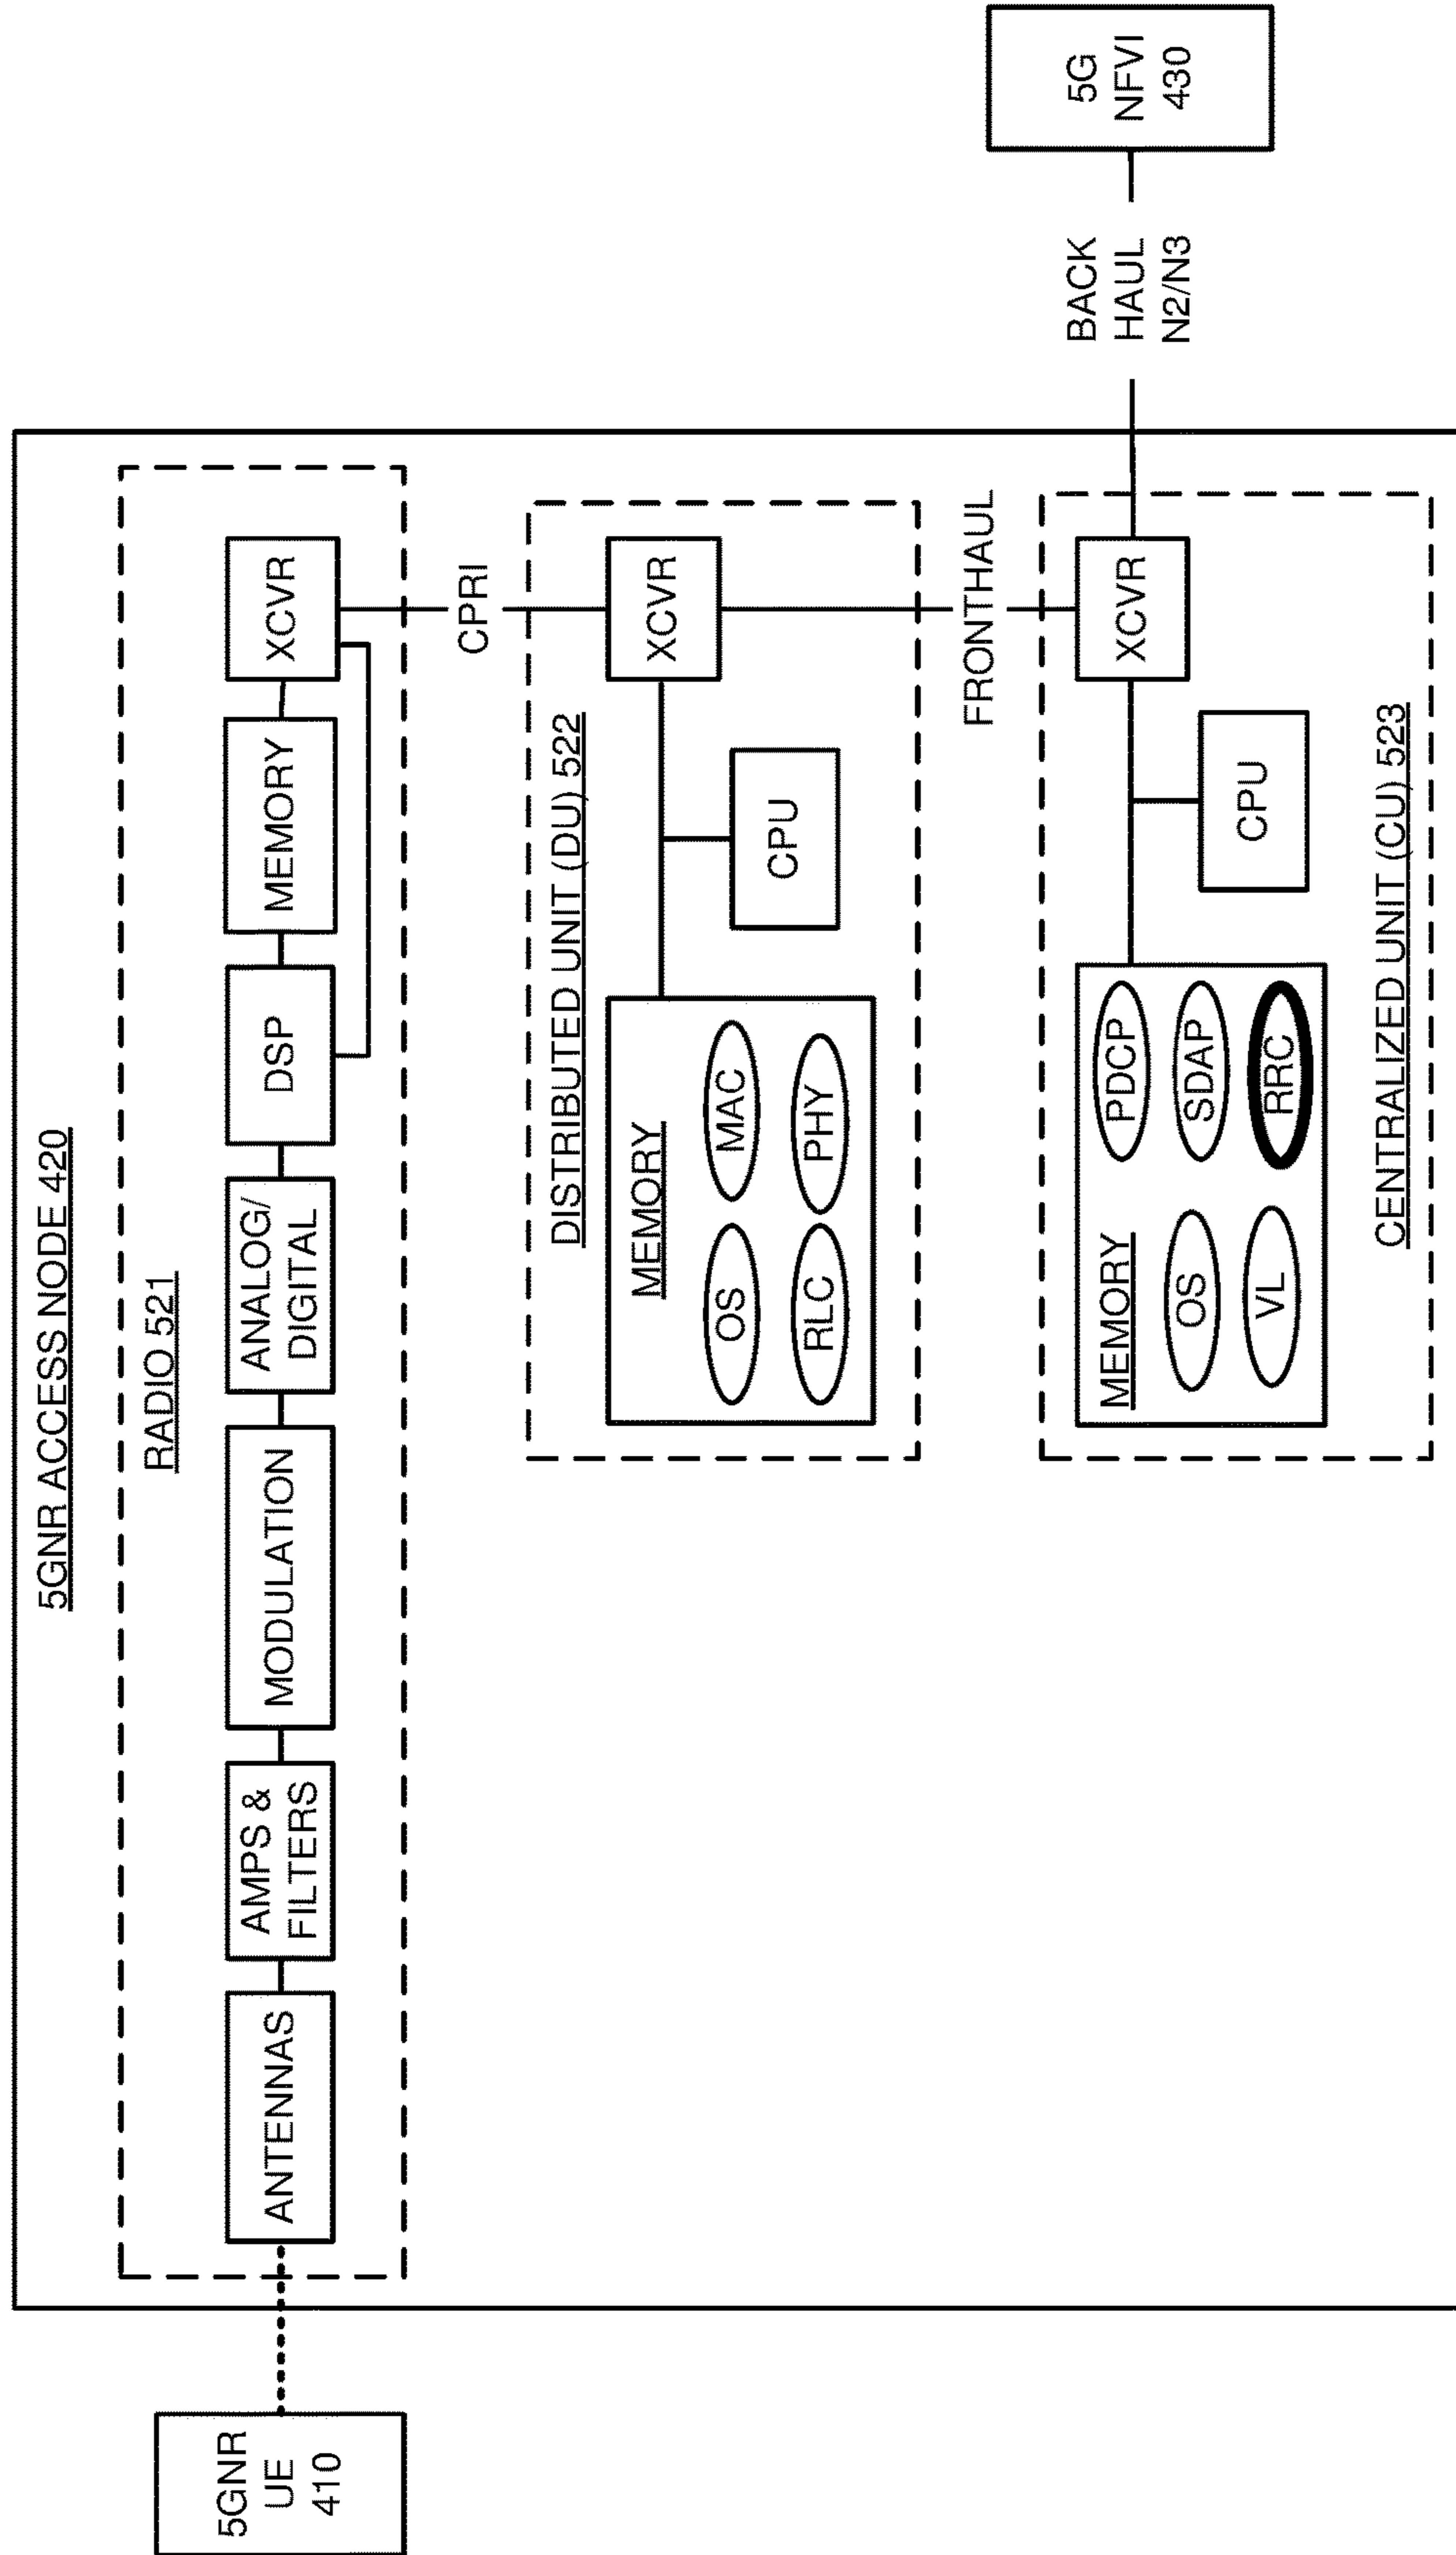 5GNR ACCESS NODE 420
RADIO 521
5GNR
UE
410
ANTENNAS
AMPS &
FILTERS
MODULATION
ANALOG/
DIGITAL
DSP
MEMORY
XCVR
CPRI
DISTRIBUTED UNIT (DU) 522
MEMORY
OS
MAC
RLC
PHY
CPU
XCVR
FRONTHAUL
MEMORY
OS
VL
PDCP
SDAP
RRC
CPU
XCVR
CENTRALIZED UNIT (CU) 523
BACK
HAUL
N2/N3
5G
NFVI
430